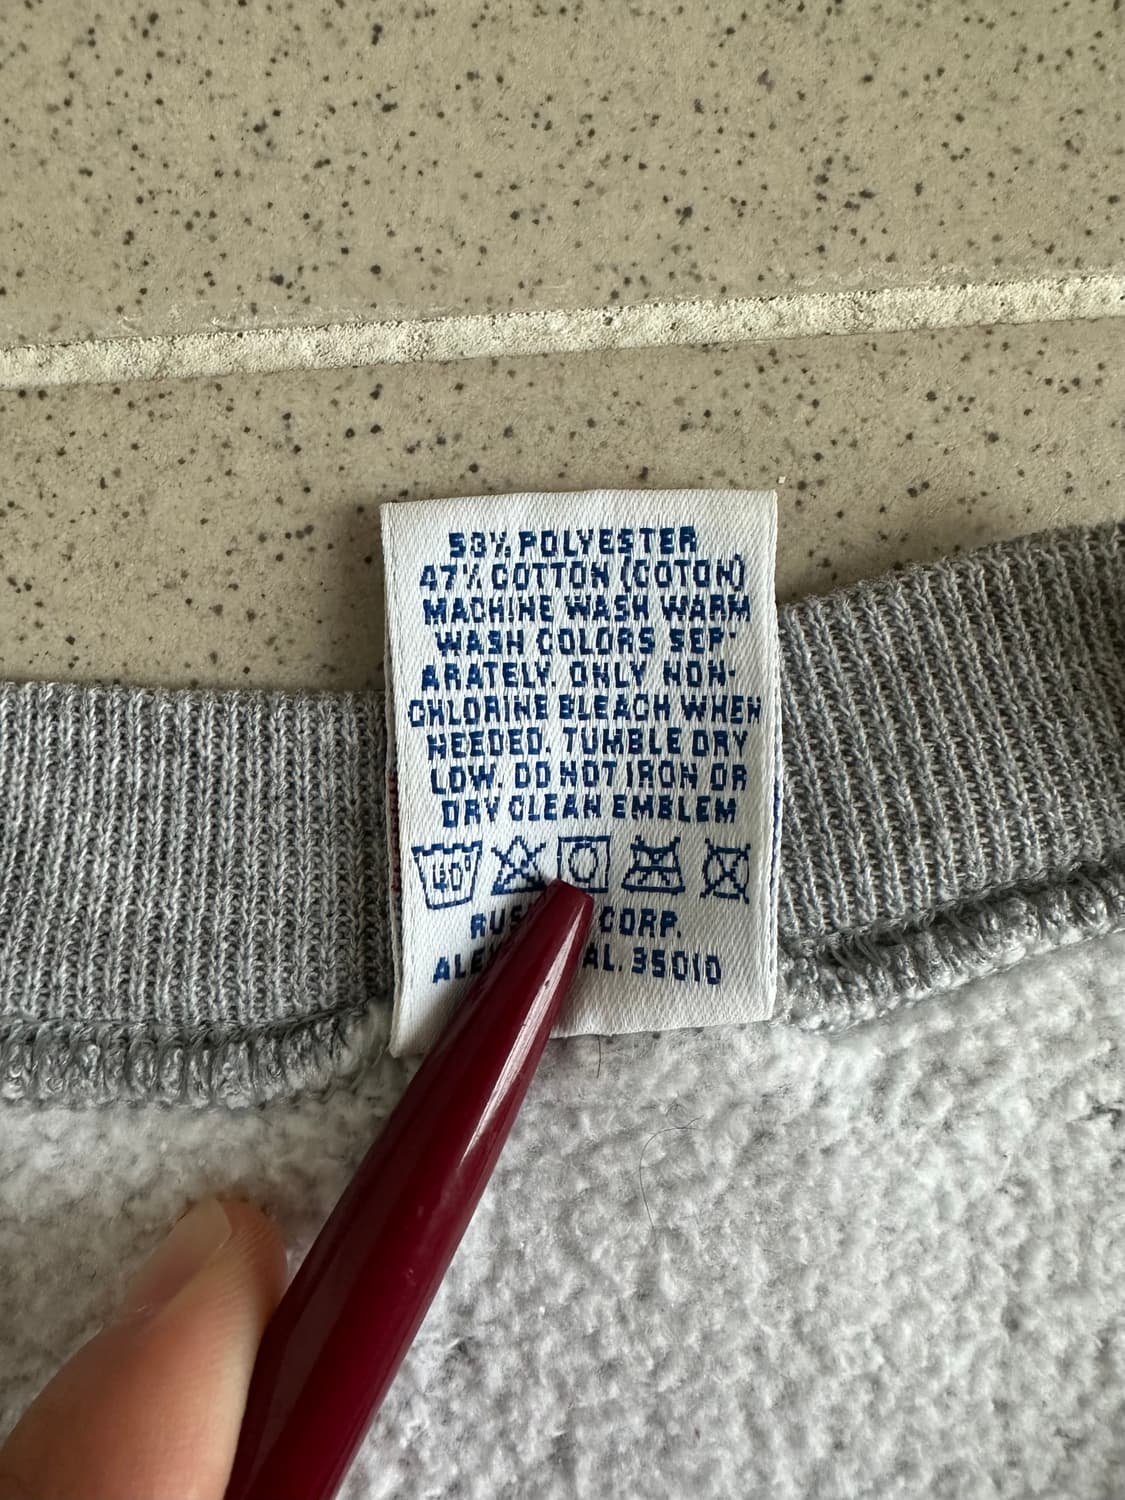 53% POLYESTER
47% COTTON (COTON)
MACHINE WASH WARM
WASH COLORS SEP-
ARATELY. ONLY NON-
CHLORINE BLEACH WHEN
NEEDED. TUMBLE DRY
LOW. DO NOT IRON OR
DRY CLEAN EMBLEM
40°
CORP.
AL. 35010